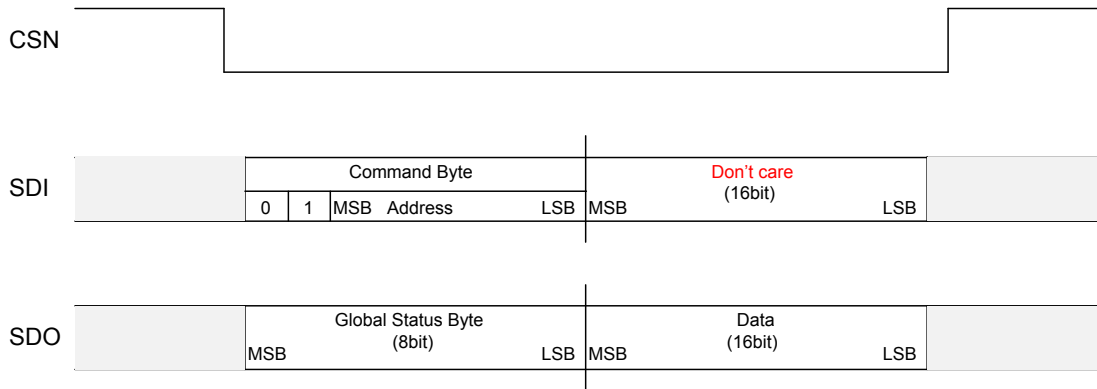 CSN
SDI
Command Byte
0 1 MSB Address LSB
Don't care
(16bit)
MSB LSB
SDO
Global Status Byte
(8bit)
MSB LSB
Data
(16bit)
MSB LSB